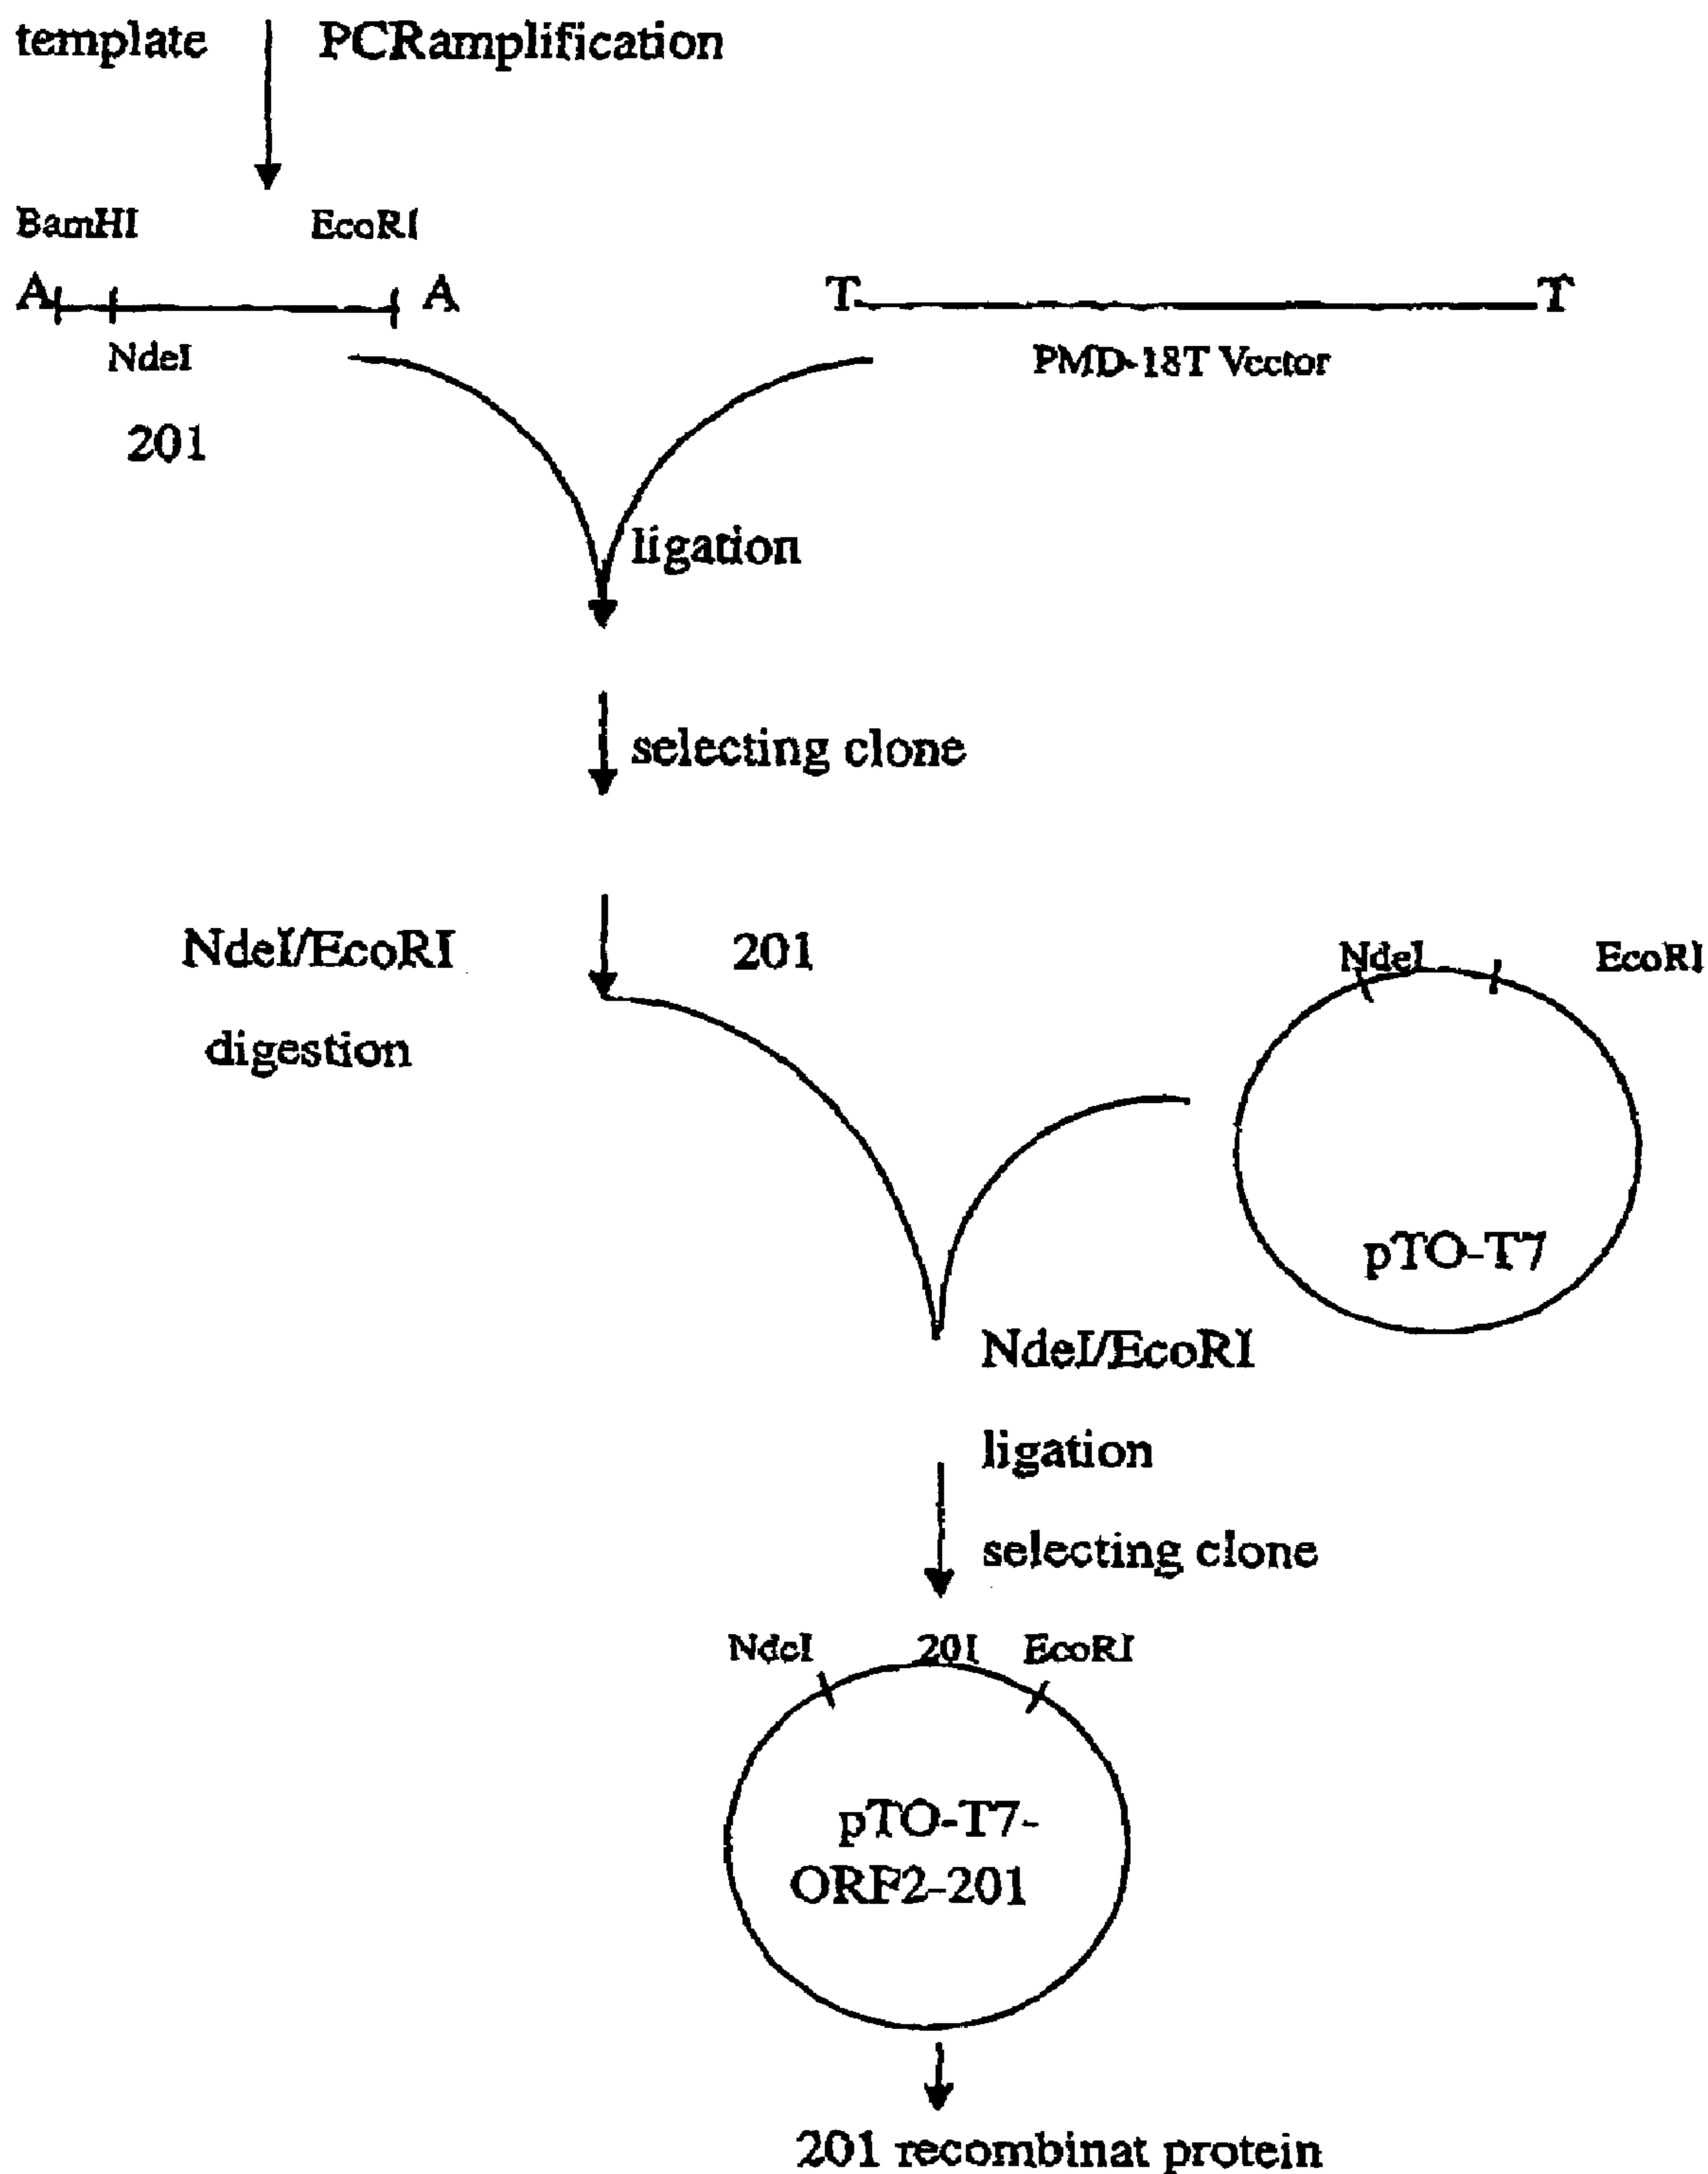 template PCRamplification
BamHI EcoRI
A A T T
NdeI PMD-18T Vector
201
ligation
selecting clone
NdeI/EcoRI 201
digestion
NdeI EcoRI
pTO-T7
NdeI/EcoRI
ligation
selecting clone
NdeI 201 EcoRI
pTO-T7-
ORF2-201
201 recombinat protein